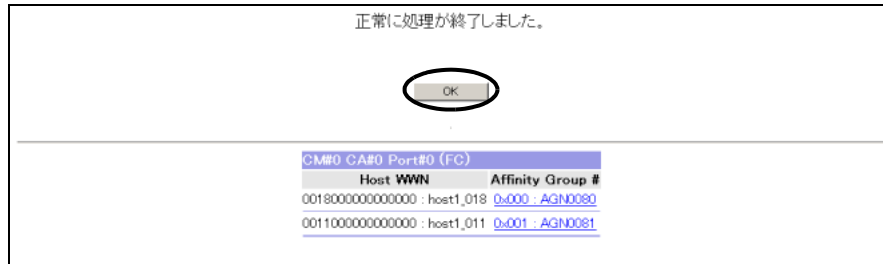 正常に処理が終了しました。
OK
CM#0 CA#0 Port#0 (FC)
Host WWN Affinity Group #
0018000000000000 : host1_018 0x000 : AGN0080
0011000000000000 : host1_011 0x001 : AGN0081